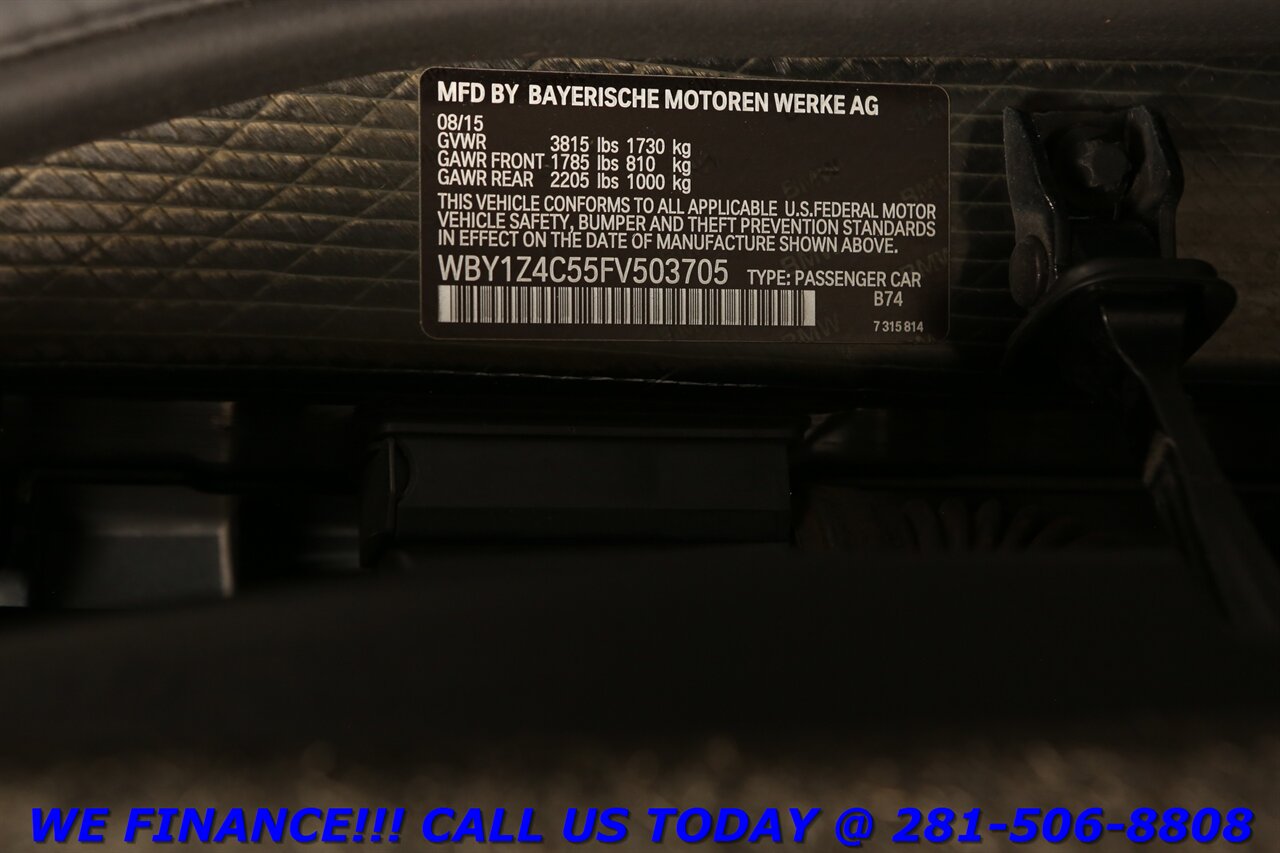 MFD BY BAYERISCHE MOTOREN WERKE AG
08/15
GVWR 3815 lbs 1730 kg
GAWR FRONT 1785 lbs 810 kg
GAWR REAR 2205 lbs 1000 kg
THIS VEHICLE CONFORMS TO ALL APPLICABLE U.S.FEDERAL MOTOR
VEHICLE SAFETY, BUMPER AND THEFT PREVENTION STANDARDS
IN EFFECT ON THE DATE OF MANUFACTURE SHOWN ABOVE.
WBY1Z4C55FV503705 TYPE: PASSENGER CAR
B74
7 315 814
WE FINANCE!!! CALL US TODAY @ 281-506-8808